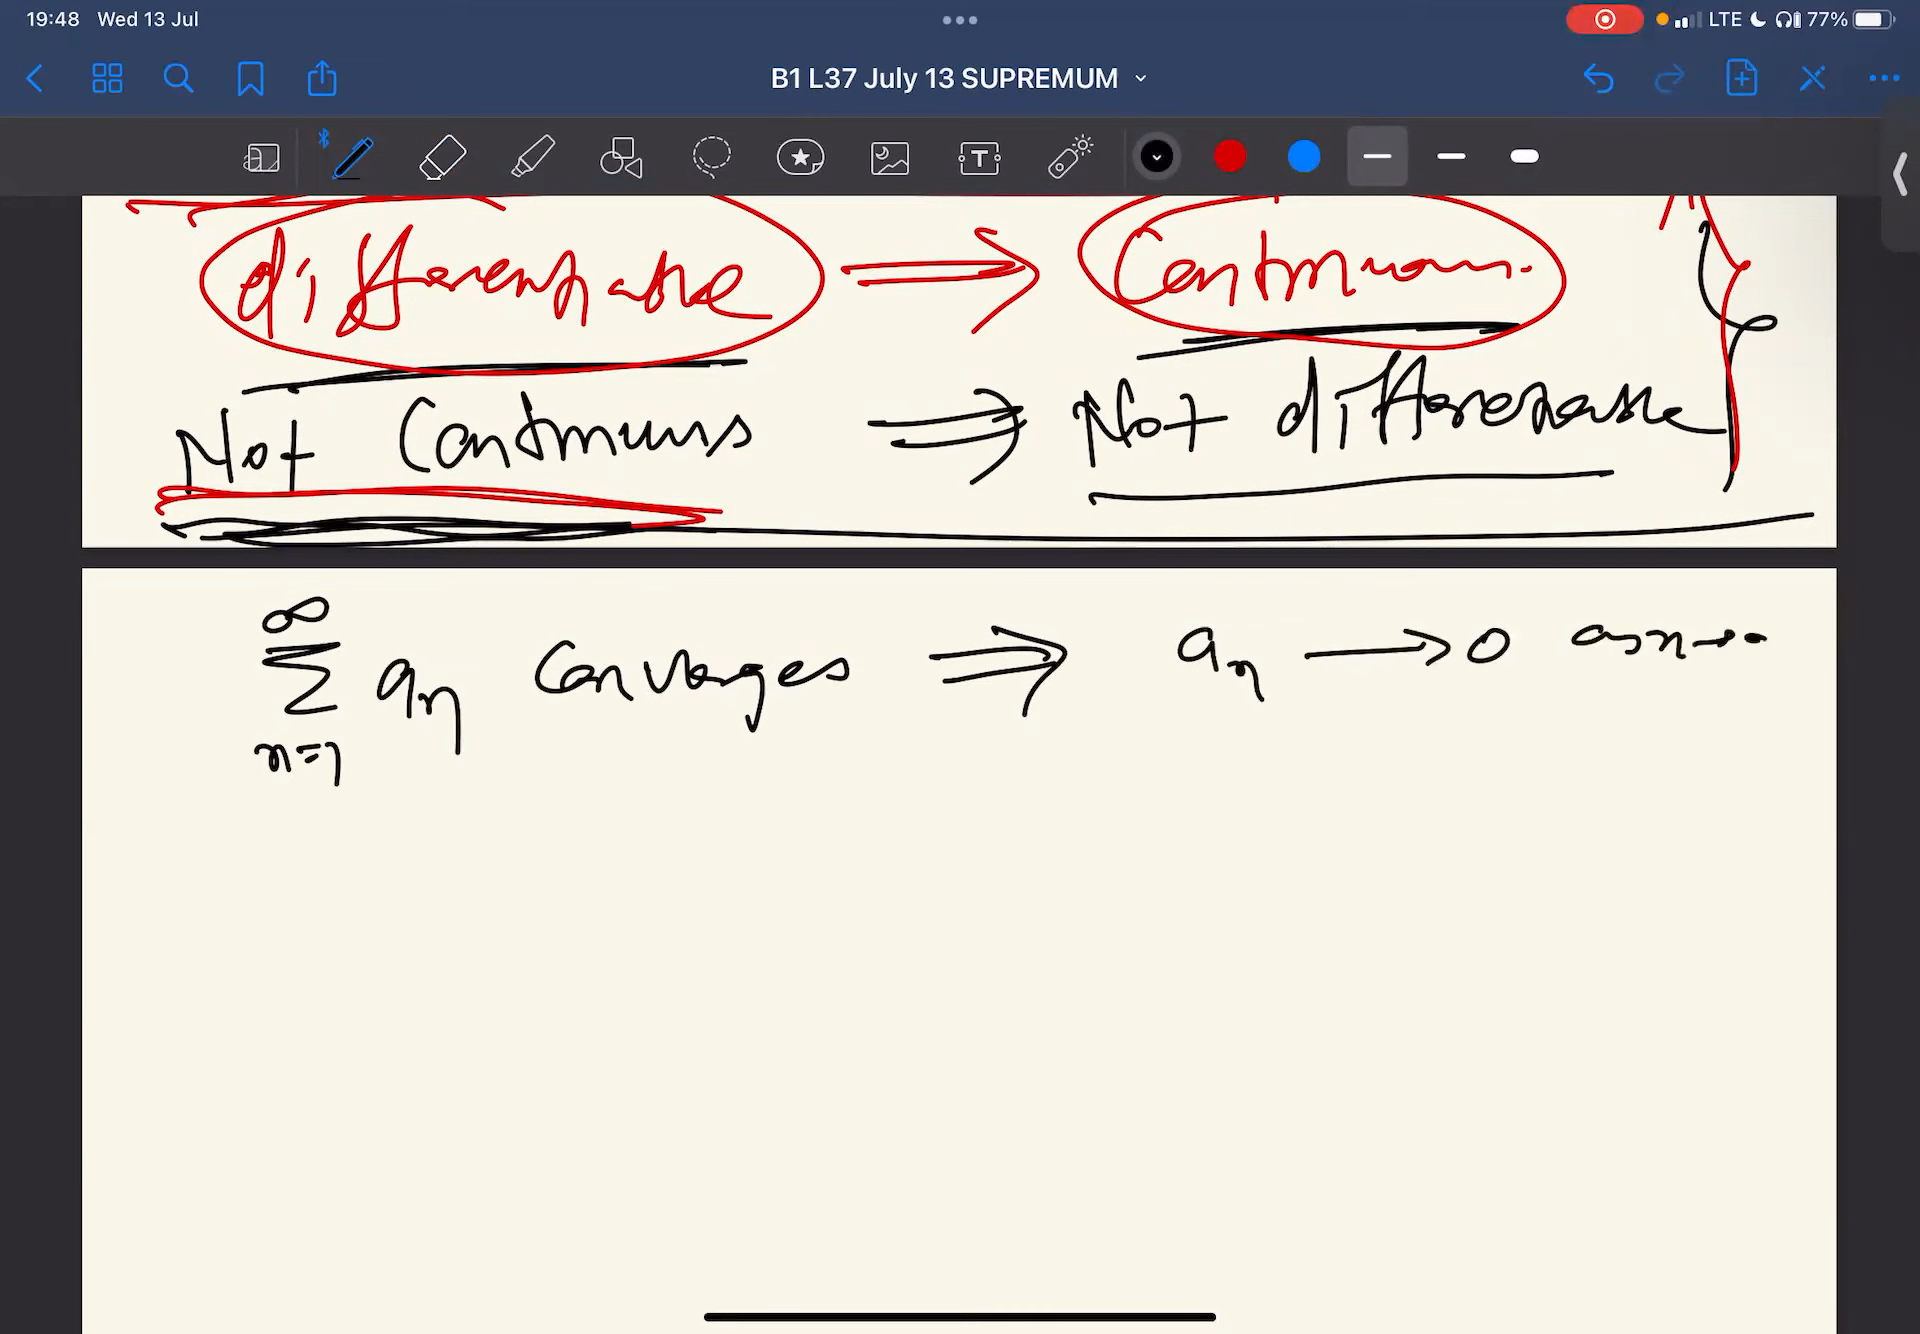 19:48 Wed 13 Jul LTE 77%
B1 L37 July 13 SUPREMUM
T
differentiable ⟹ Continuous.
Not Continuous ⟹ Not differentiable
∞
Σ an Converges ⟹ an → 0 as n→∞
n=1